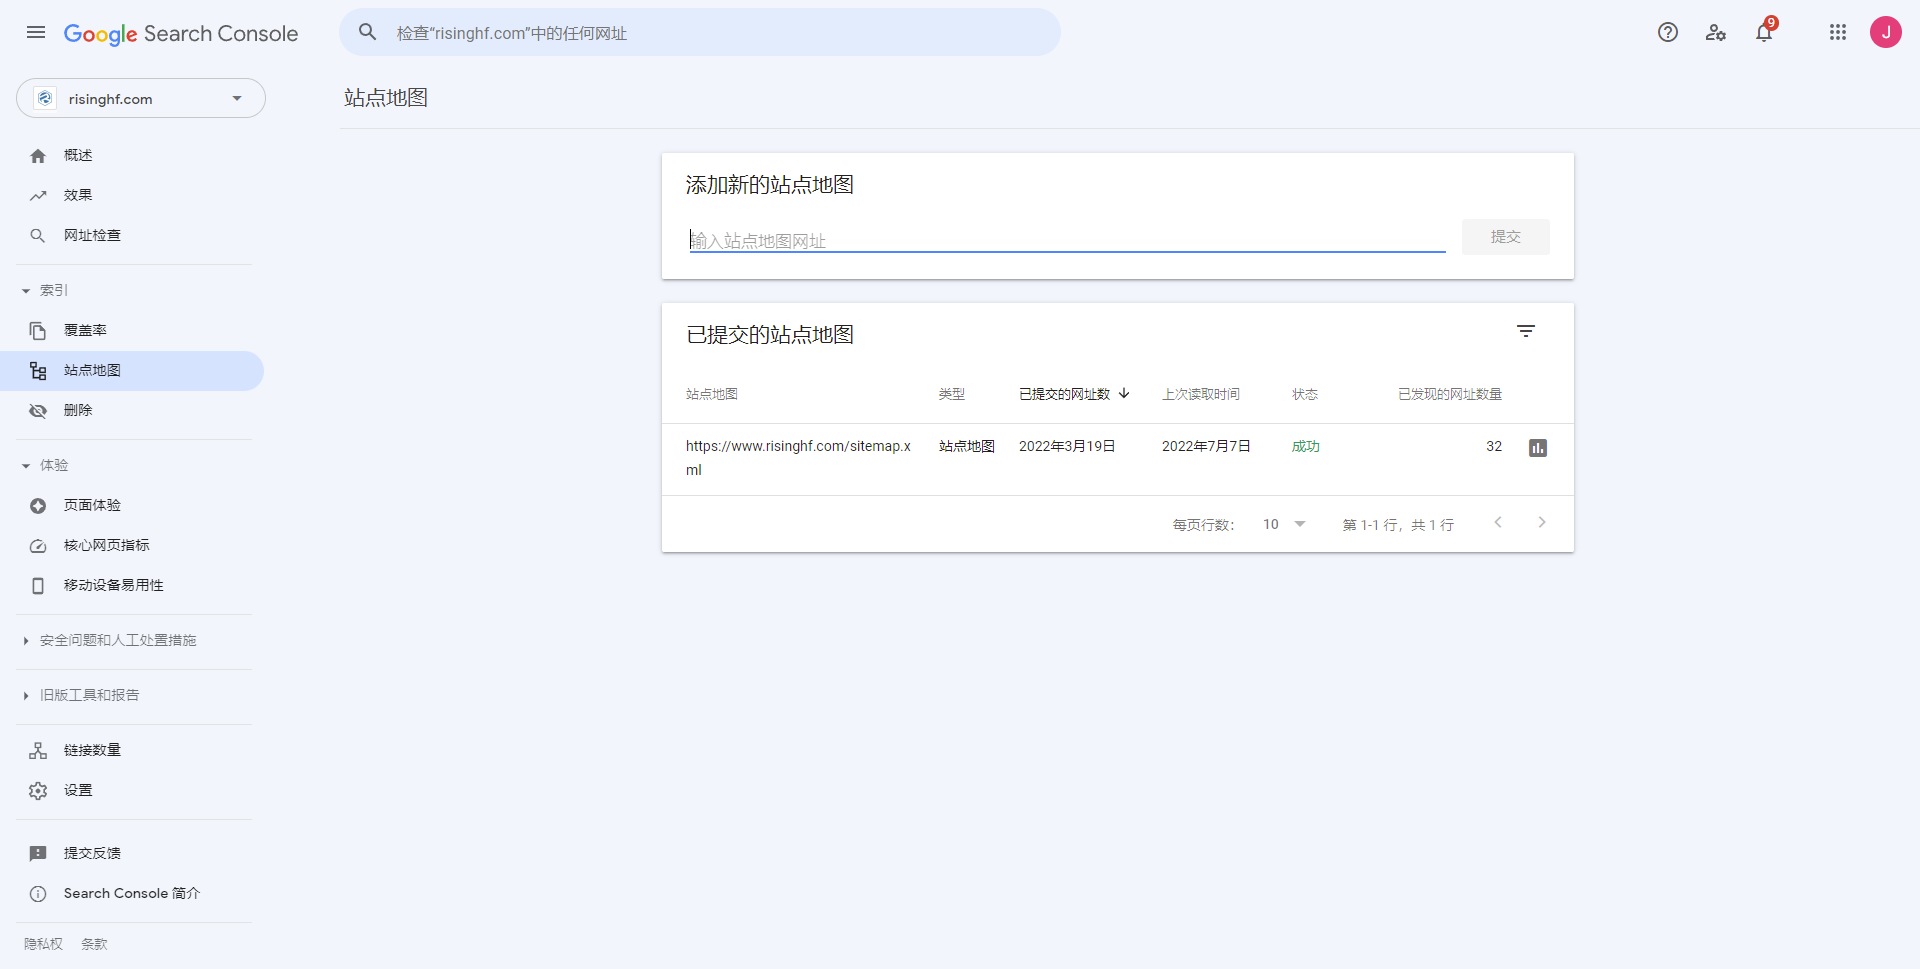 Google Search Console
检查“risinghf.com”中的任何网址
9
J
risinghf.com
站点地图
概述
效果
网址检查
索引
覆盖率
站点地图
删除
体验
页面体验
核心网页指标
移动设备易用性
安全问题和人工处置措施
旧版工具和报告
链接数量
设置
提交反馈
Search Console 简介
隐私权 条款
添加新的站点地图
输入站点地图网址
提交
已提交的站点地图
站点地图 类型 已提交的网址数 上次读取时间 状态 已发现的网址数量
https://www.risinghf.com/sitemap.x 站点地图 2022年3月19日 2022年7月7日 成功 32
ml
每页行数： 10 第 1-1 行，共 1 行